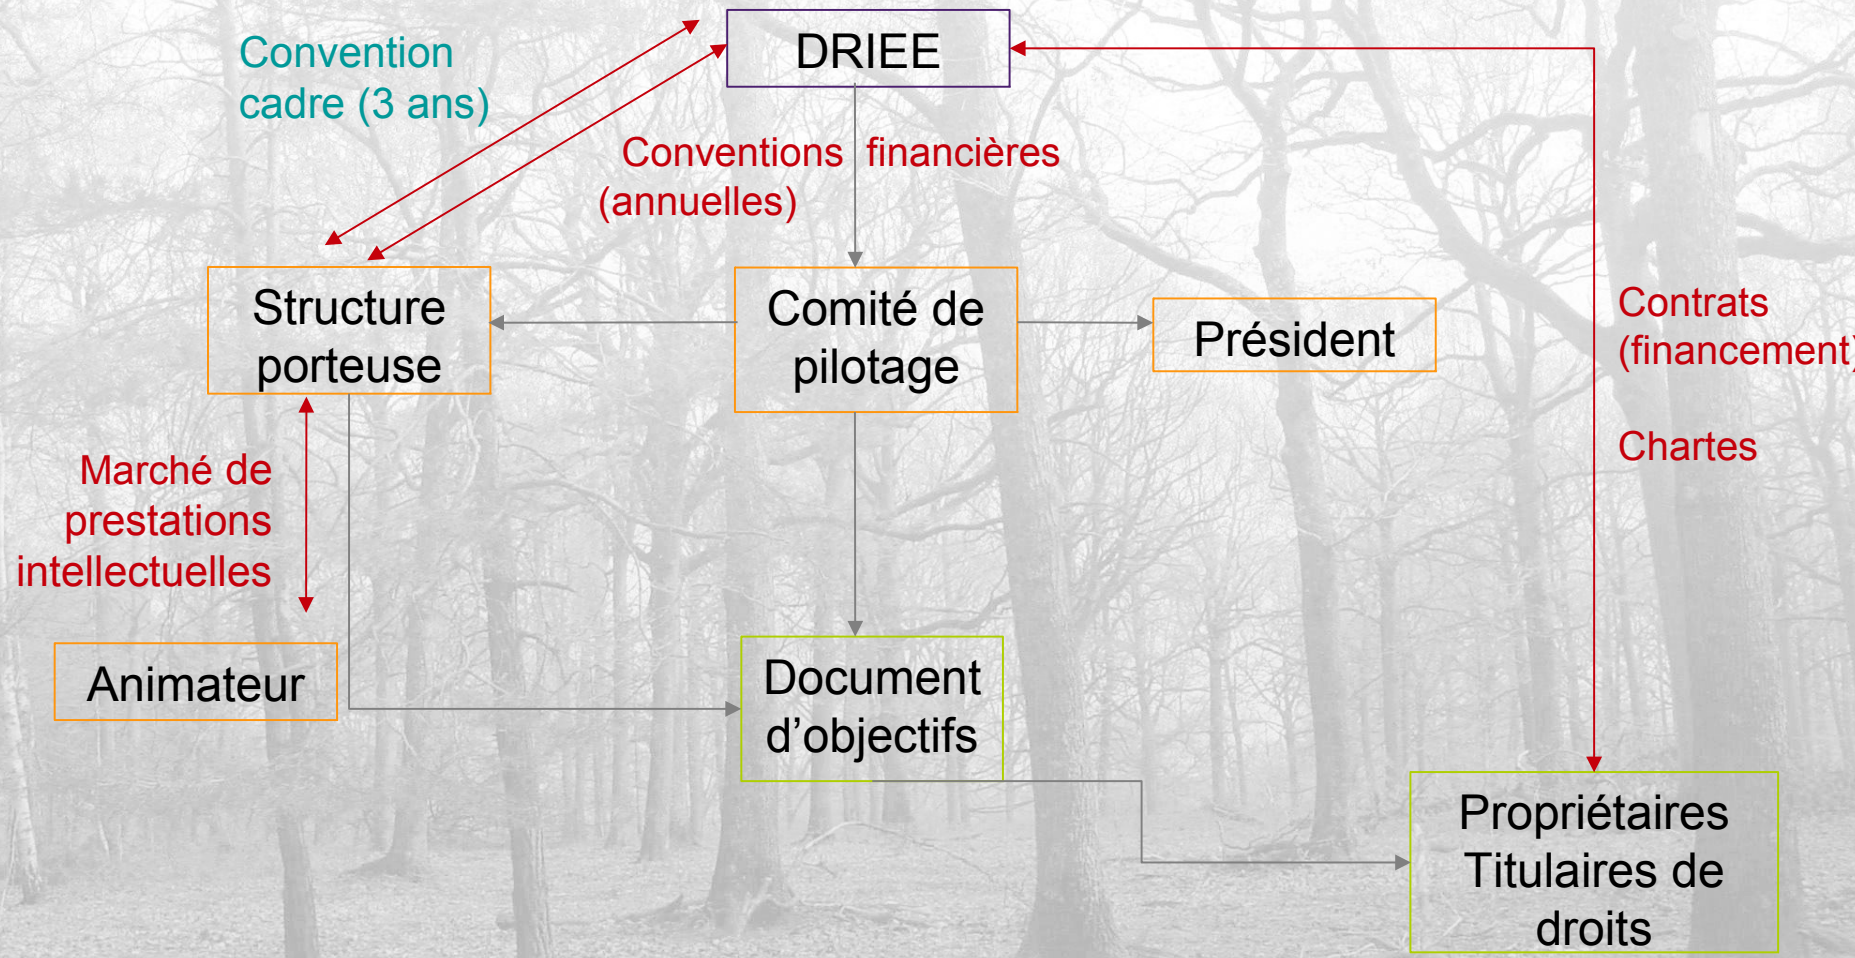 DRIEE
Convention
cadre (3 ans)
Conventions financières
(annuelles)
Structure
porteuse
Comité de
pilotage
Président
Contrats
(financement)
Chartes
Marché de
prestations
intellectuelles
Animateur
Document
d’objectifs
Propriétaires
Titulaires de
droits